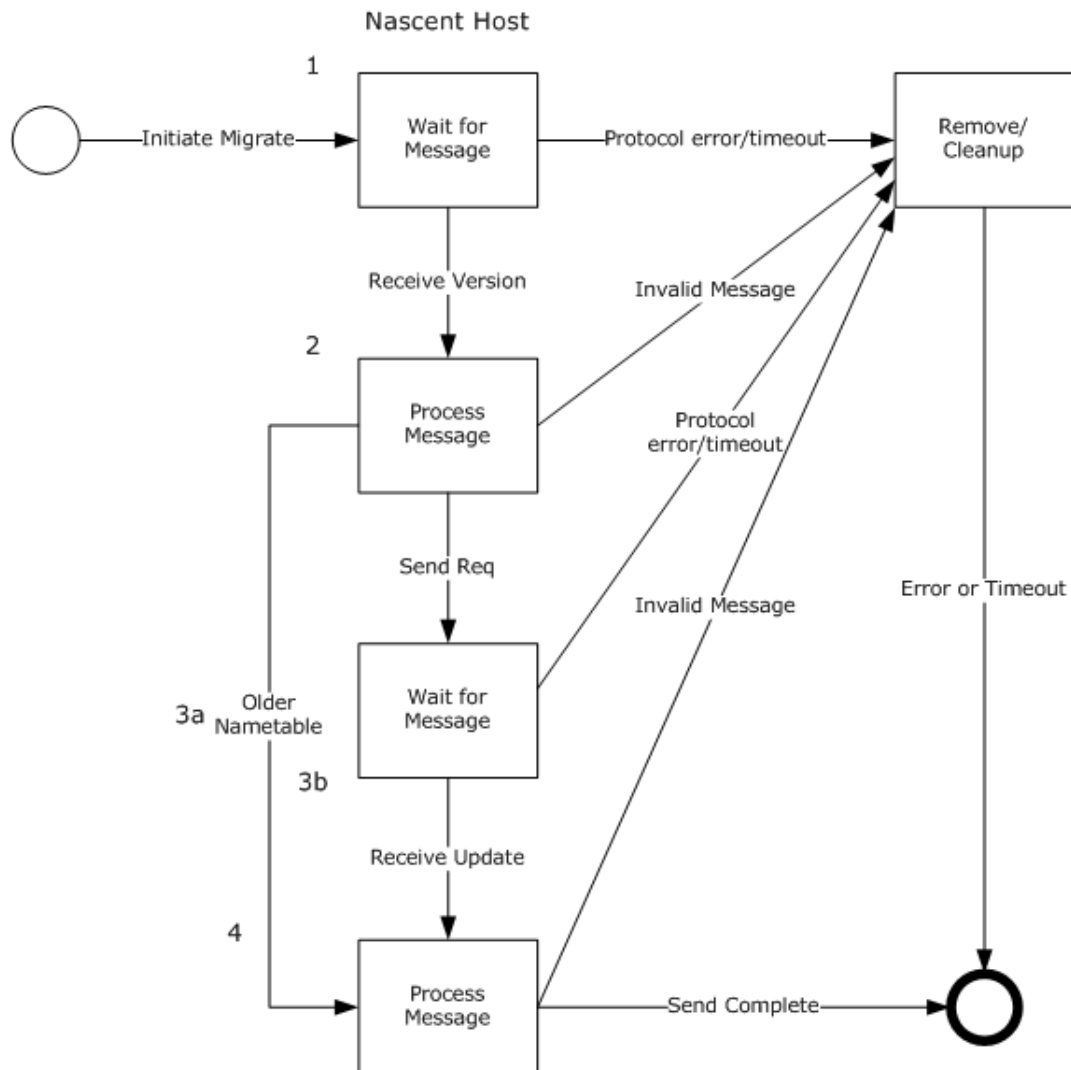 Nascent Host
1
Initiate Migrate
Wait for
Message
Protocol error/timeout
Remove/
Cleanup
Receive Version
Invalid Message
2
Process
Message
Protocol
error/timeout
Send Req
Error or Timeout
Invalid Message
3a
Older
Nametable
Wait for
Message
3b
Receive Update
4
Process
Message
Send Complete